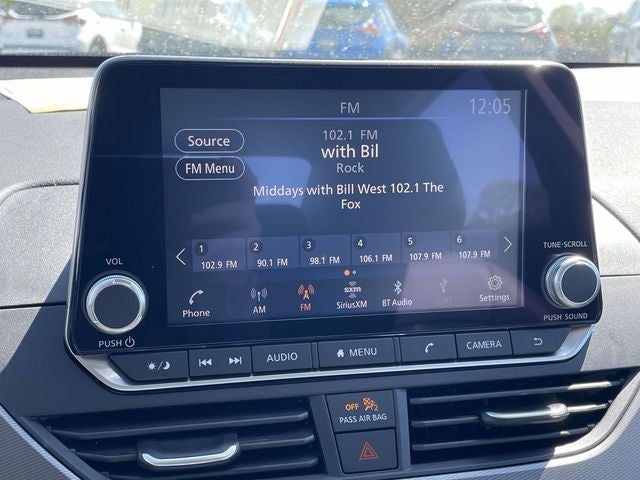 FM
12:05
Source
102.1 FM
with Bil
FM Menu
Rock
Middays with Bill West 102.1 The
Fox
1 2 3 4 5 6
102.9 FM 90.1 FM 98.1 FM 106.1 FM 107.9 FM 107.9 FM
VOL
TUNE·SCROLL
Phone AM FM sxm SiriusXM BT Audio USB1 Settings
PUSH
PUSH SOUND
AUDIO MENU CAMERA
OFF 2
PASS AIR BAG